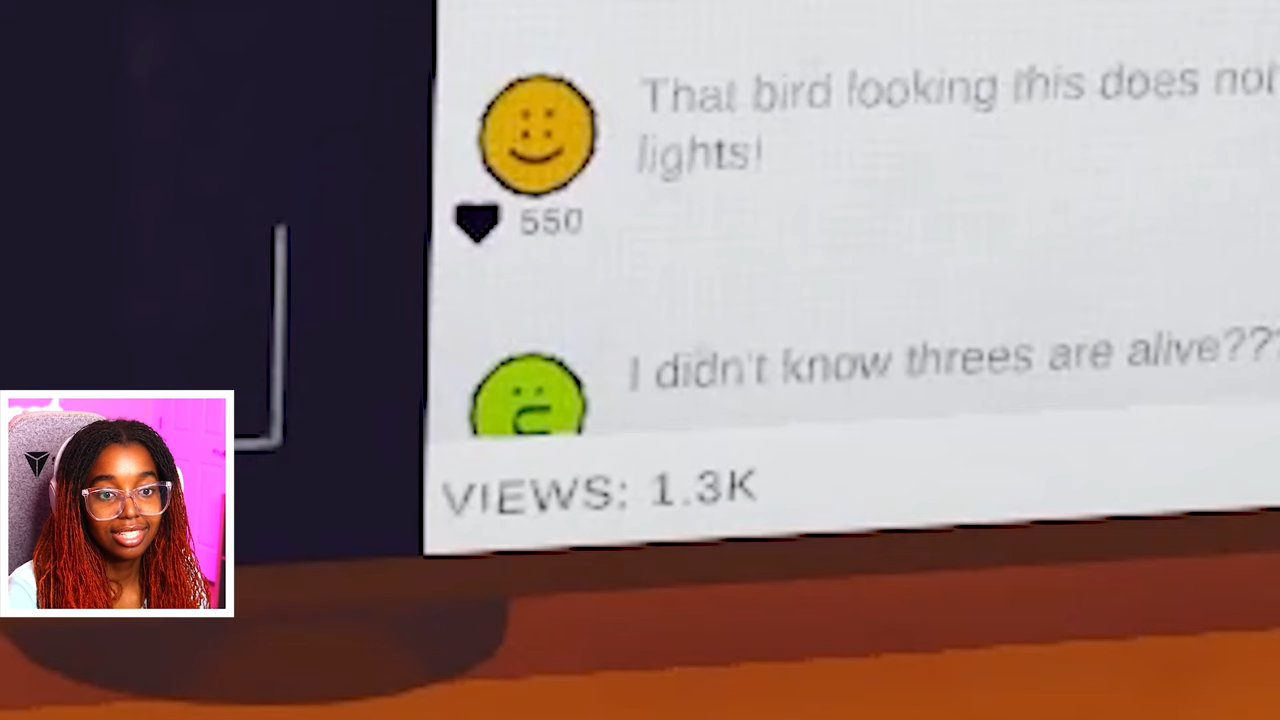 That bird looking this does not
lights!
550
I didn't know threes are alive???
VIEWS: 1.3K